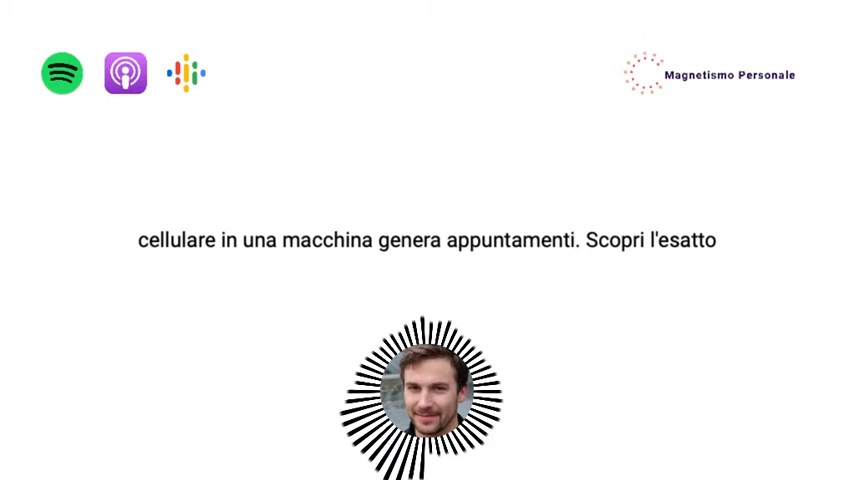 Magnetismo Personale
cellulare in una macchina genera appuntamenti. Scopri l'esatto